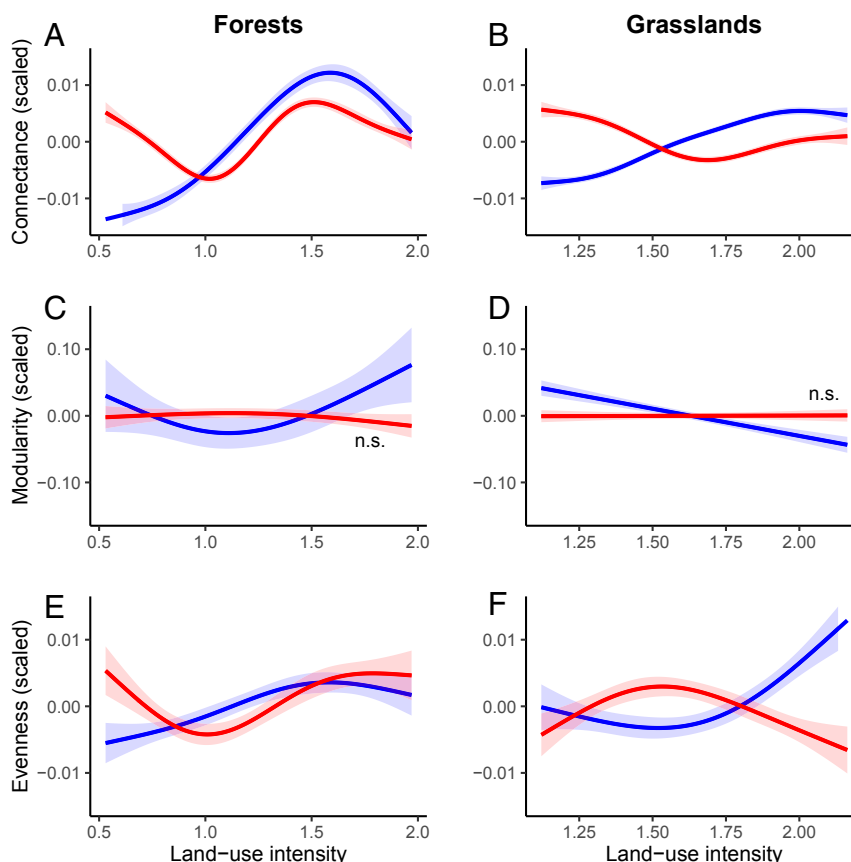 Forests
Grasslands
A
B
Connectance (scaled)
0.01
0.00
−0.01
0.5 1.0 1.5 2.0
1.25 1.50 1.75 2.00
0.01
0.00
−0.01
C
D
Modularity (scaled)
0.10
0.00
−0.10
n.s.
0.5 1.0 1.5 2.0
0.10
0.00
−0.10
n.s.
1.25 1.50 1.75 2.00
E
F
Evenness (scaled)
0.01
0.00
−0.01
0.5 1.0 1.5 2.0
Land−use intensity
0.01
0.00
−0.01
1.25 1.50 1.75 2.00
Land−use intensity